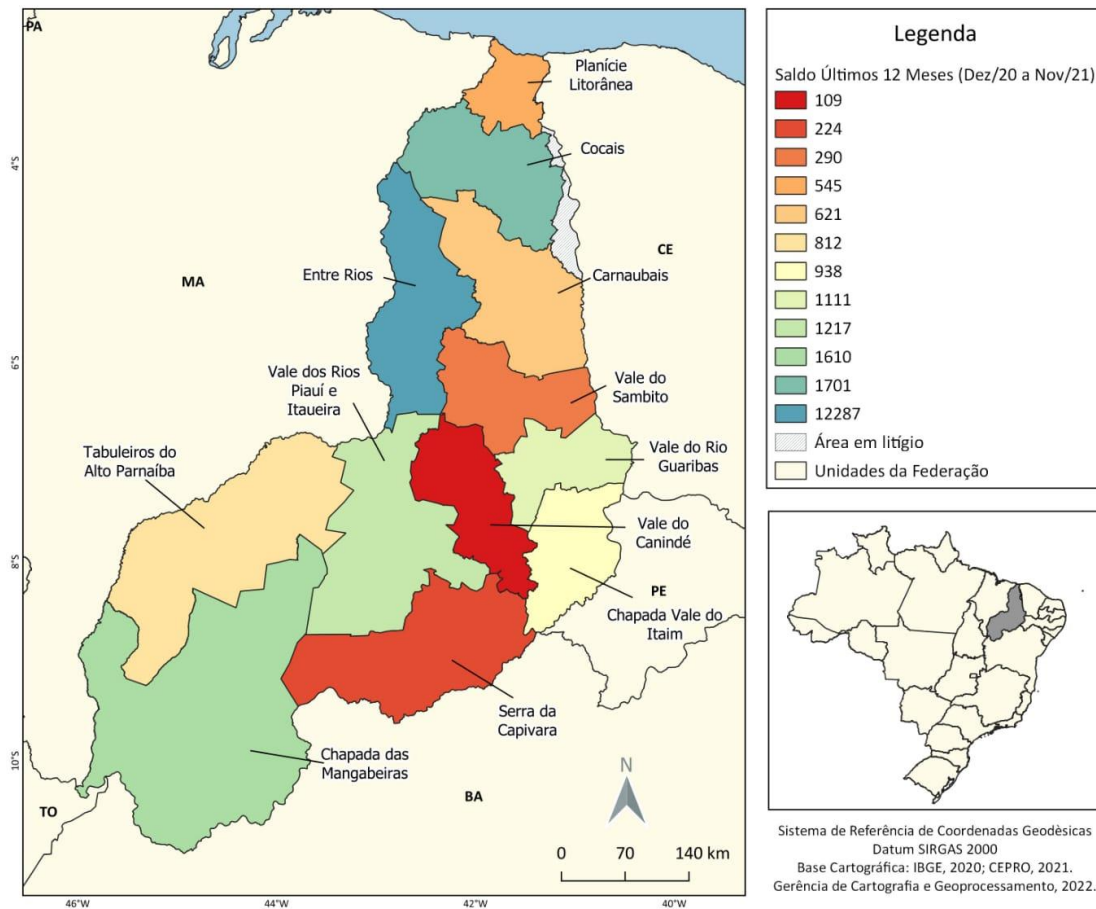 PA
Planície
Litorânea
Cocais
CE
MA
Entre Rios
Carnaubais
Vale dos Rios
Piauí e
Itaueira
Vale do
Sambito
Tabuleiros do
Alto Parnaíba
Vale do Rio
Guaribas
Vale do
Canindé
PE
Chapada Vale do
Itaim
Serra da
Capivara
Chapada das
Mangabeiras
TO
BA
N
0 70 140 km
4°S
6°S
8°S
10°S
46°W
44°W
42°W
40°W
Legenda
Saldo Últimos 12 Meses (Dez/20 a Nov/21)
109
224
290
545
621
812
938
1111
1217
1610
1701
12287
Área em litígio
Unidades da Federação
Sistema de Referência de Coordenadas Geodèsicas
Datum SIRGAS 2000
Base Cartográfica: IBGE, 2020; CEPRO, 2021.
Gerência de Cartografia e Geoprocessamento, 2022.